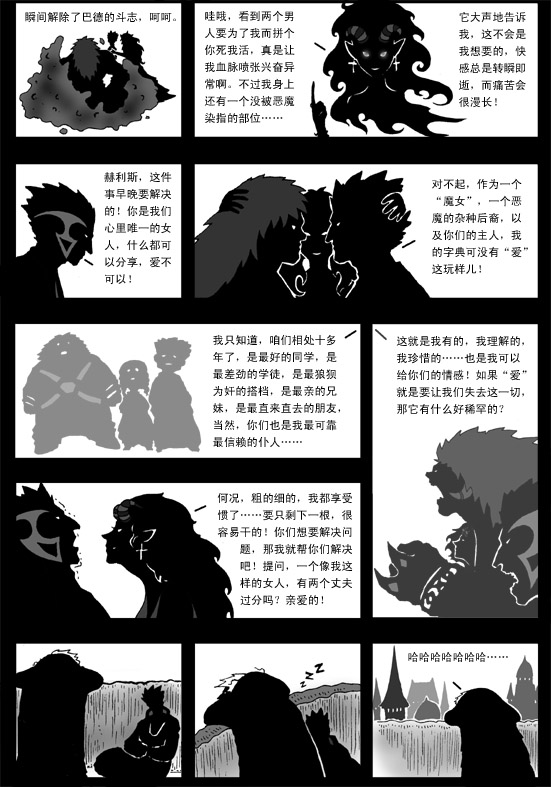 瞬间解除了巴德的斗志，呵呵。
哇哦，看到两个男
人要为了我而拼个
你死我活，真是让
我血脉喷张兴奋异
常啊。不过我身上
还有一个没被恶魔
染指的部位……
它大声地告诉
我，这不会是
我想要的，快
感总是转瞬即
逝，而痛苦会
很漫长！
赫利斯，这件
事早晚要解决
的！你是我们
心里唯一的女
人，什么都可
以分享，爱不
可以！
对不起，作为一个
“魔女”，一个恶
魔的杂种后裔，以
及你们的主人，我
的字典可没有“爱”
这玩样儿！
我只知道，咱们相处十多
年了，是最好的同学，是
最差劲的学徒，是最狼狈
为奸的搭档，是最亲的兄
妹，是最直来直去的朋友，
当然，你们也是我最可靠
最信赖的仆人……
这就是我有的，我理解的，
我珍惜的……也是我可以
给你们的情感！如果“爱”
就是要让我们失去这一切，
那它有什么好稀罕的？
何况，粗的细的，我都享受
惯了……要只剩下一根，很
容易干的！你们想要解决问
题，那我就帮你们解决
吧！提问，一个像我这
样的女人，有两个丈夫
过分吗？亲爱的！
z z z
哈哈哈哈哈哈哈……